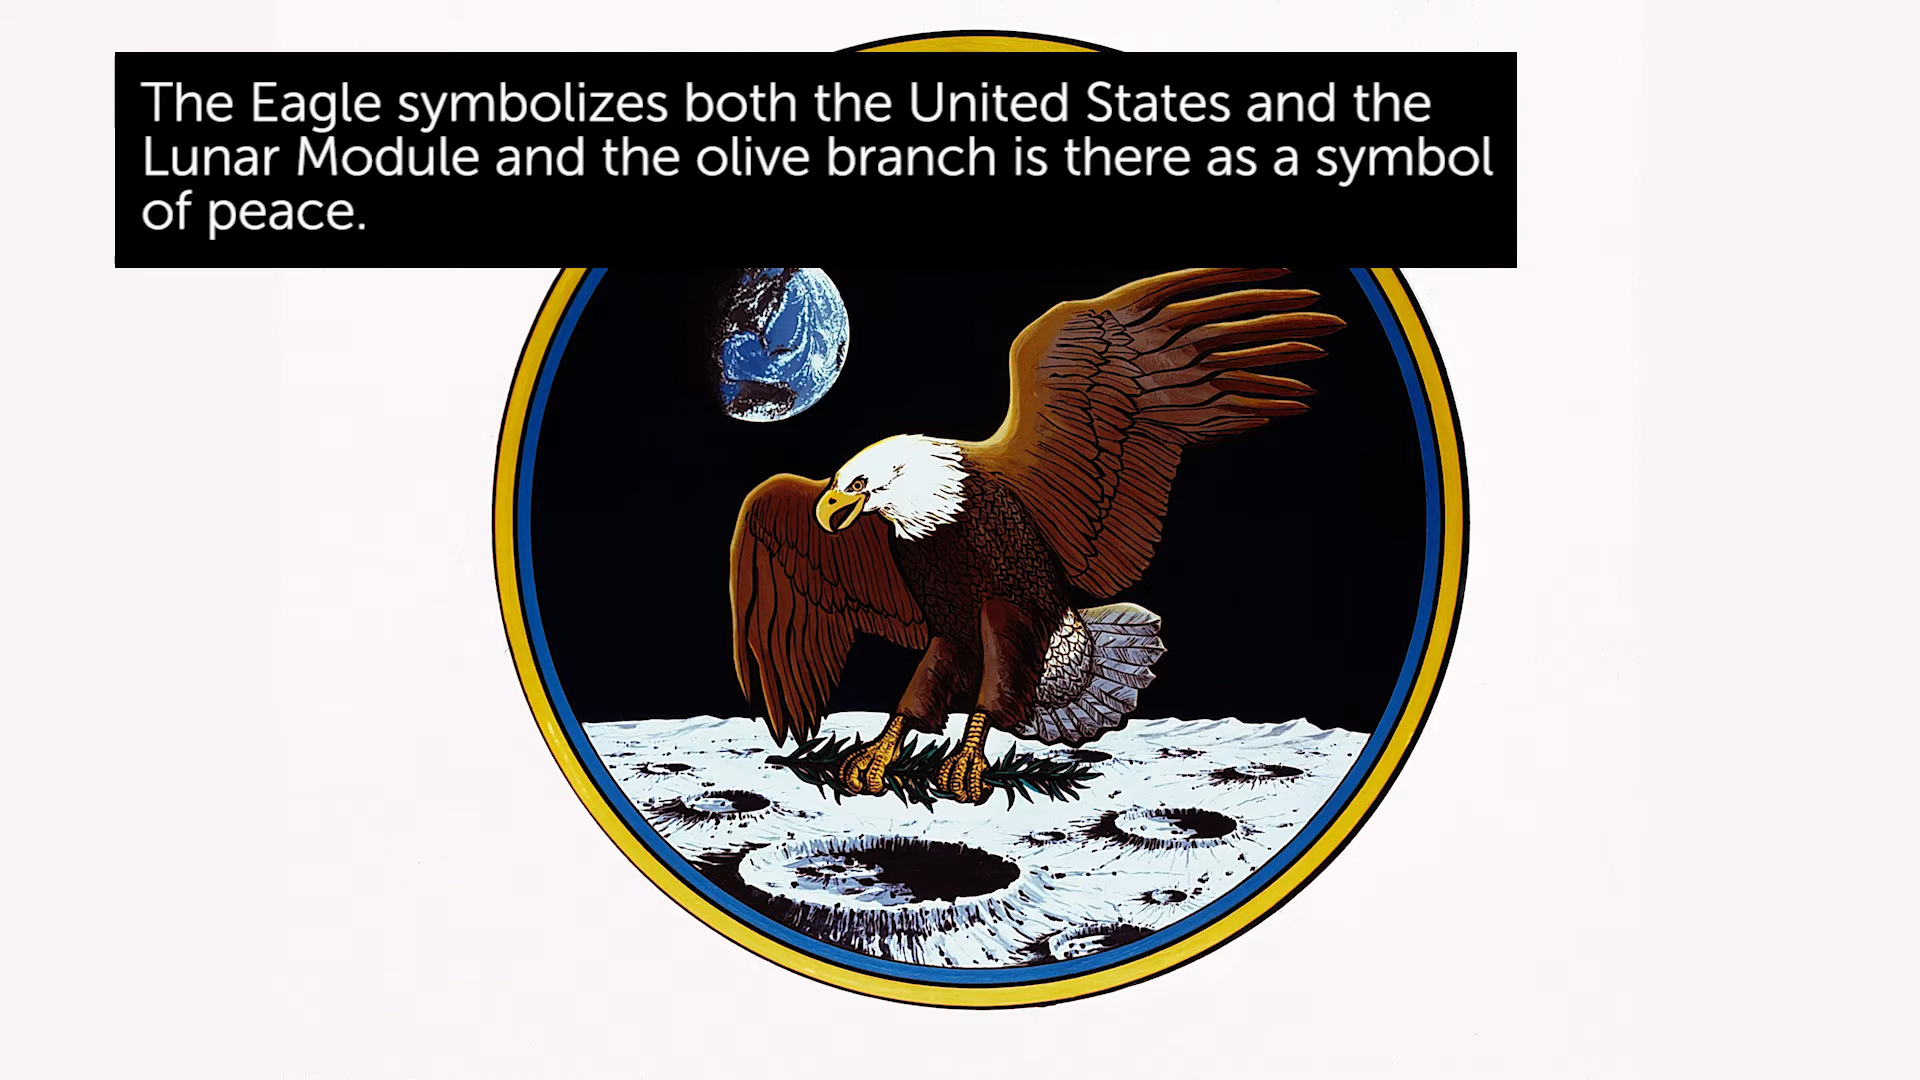 The Eagle symbolizes both the United States and the
Lunar Module and the olive branch is there as a symbol
of peace.